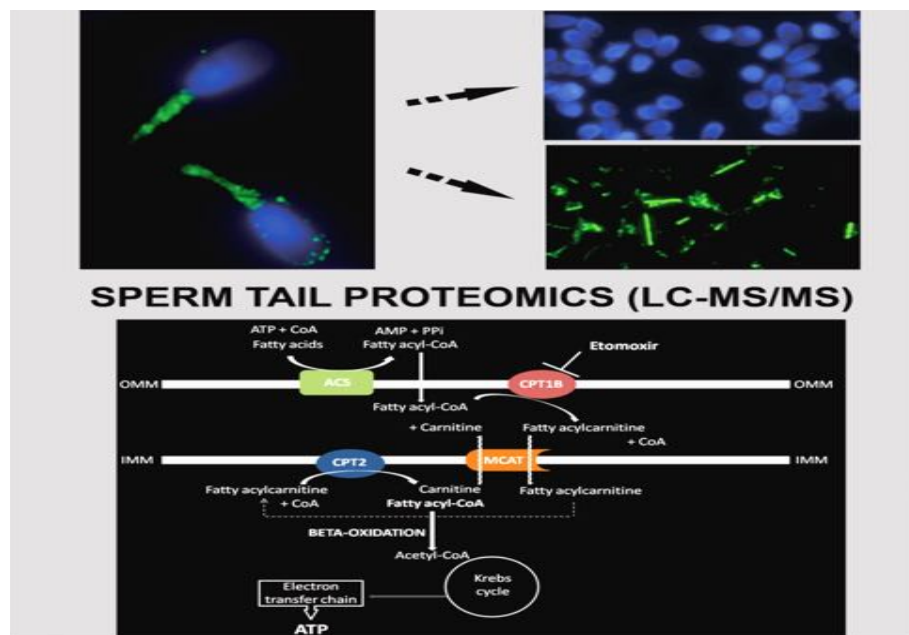 SPERM TAIL PROTEOMICS (LC-MS/MS)
ATP + CoA AMP + PPi
Fatty acids Fatty acyl-CoA
Etomoxir
OMM ACS CPT1B OMM
Fatty acyl-CoA
+ Carnitine Fatty acylcarnitine
+ CoA
IMM CPT2 MCAT IMM
Fatty acylcarnitine Carnitine Fatty acylcarnitine
+ CoA Fatty acyl-CoA
BETA-OXIDATION
Acetyl-CoA
Krebs
cycle
Electron
transfer chain
ATP